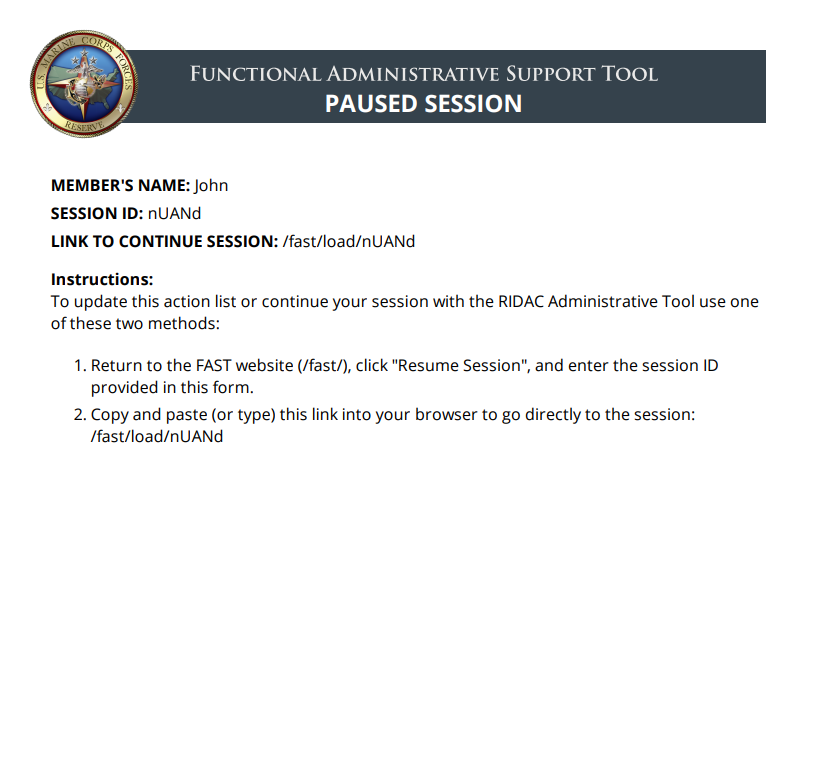 U.S. MARINE CORPS FORCES
RESERVE
FUNCTIONAL ADMINISTRATIVE SUPPORT TOOL
PAUSED SESSION
MEMBER'S NAME: John
SESSION ID: nUANd
LINK TO CONTINUE SESSION: /fast/load/nUANd
Instructions:
To update this action list or continue your session with the RIDAC Administrative Tool use one
of these two methods:
1. Return to the FAST website (/fast/), click "Resume Session", and enter the session ID
provided in this form.
2. Copy and paste (or type) this link into your browser to go directly to the session:
/fast/load/nUANd